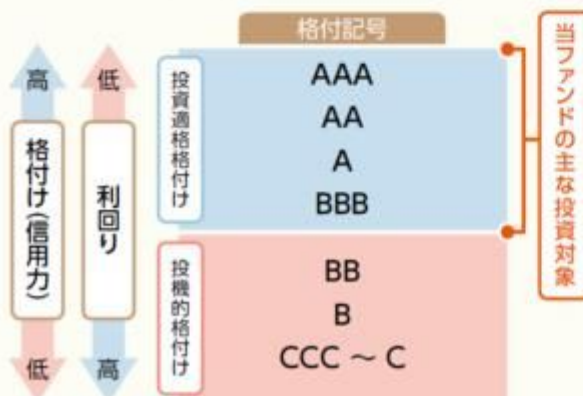 格付記号
高
低
格付け(信用力)
利回り
低
高
投資適格格付け
AAA
AA
A
BBB
投機的格付け
BB
B
CCC ~ C
当ファンドの主な投資対象